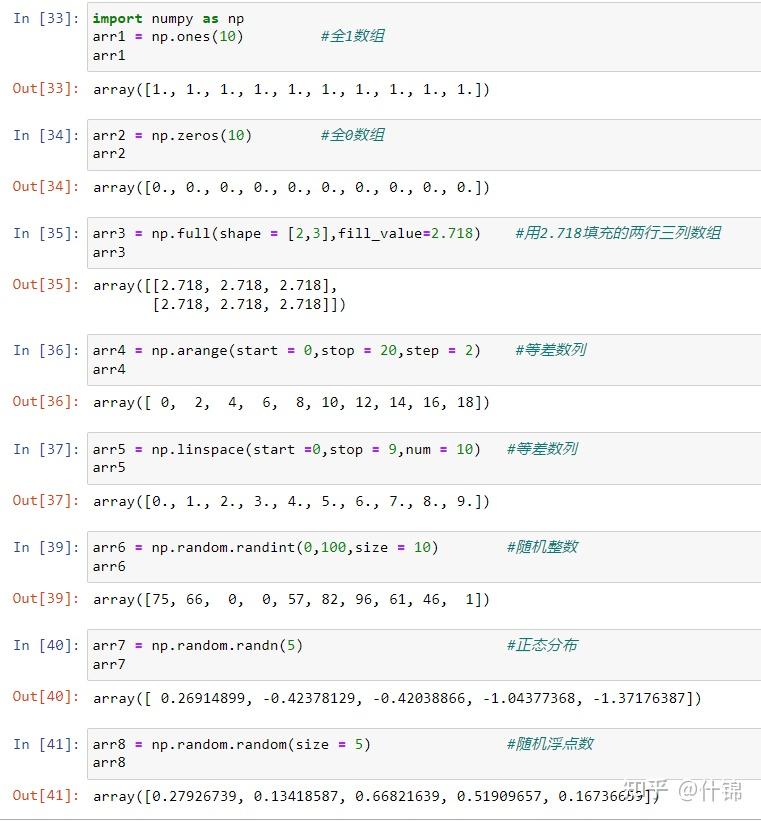 In [33]: import numpy as np
arr1 = np.ones(10) #全1数组
arr1
Out[33]: array([1., 1., 1., 1., 1., 1., 1., 1., 1., 1.])
In [34]: arr2 = np.zeros(10) #全0数组
arr2
Out[34]: array([0., 0., 0., 0., 0., 0., 0., 0., 0., 0.])
In [35]: arr3 = np.full(shape = [2,3],fill_value=2.718) #用2.718填充的两行三列数组
arr3
Out[35]: array([[2.718, 2.718, 2.718],
[2.718, 2.718, 2.718]])
In [36]: arr4 = np.arange(start = 0,stop = 20,step = 2) #等差数列
arr4
Out[36]: array([ 0, 2, 4, 6, 8, 10, 12, 14, 16, 18])
In [37]: arr5 = np.linspace(start =0,stop = 9,num = 10) #等差数列
arr5
Out[37]: array([0., 1., 2., 3., 4., 5., 6., 7., 8., 9.])
In [39]: arr6 = np.random.randint(0,100,size = 10) #随机整数
arr6
Out[39]: array([75, 66, 0, 0, 57, 82, 96, 61, 46, 1])
In [40]: arr7 = np.random.randn(5) #正态分布
arr7
Out[40]: array([ 0.26914899, -0.42378129, -0.42038866, -1.04377368, -1.37176387])
In [41]: arr8 = np.random.random(size = 5) #随机浮点数
arr8
Out[41]: array([0.27926739, 0.13418587, 0.66821639, 0.51909657, 0.16736659])
知乎 @什锦